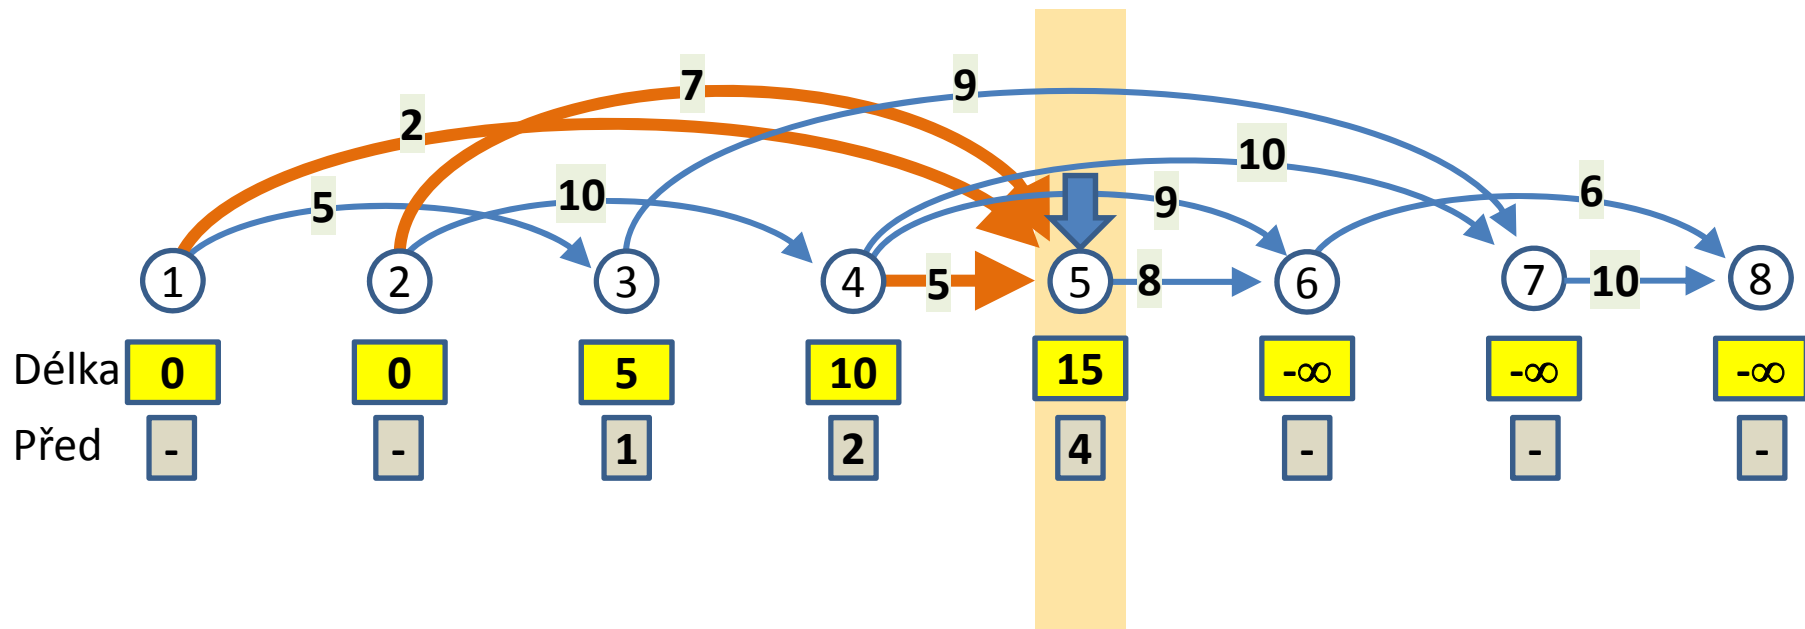 7 9
2
10
5 10 9 6
1 2 3 4 5 5 8 6 7 10 8
Délka 0 0 5 10 15 -∞ -∞ -∞
Před - - 1 2 4 - - -